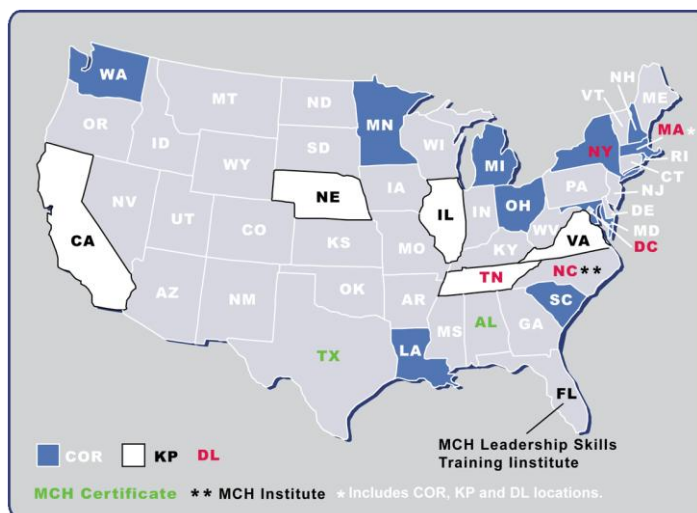 WA
MT
ND
MN
OR
ID
WY
SD
WI
MI
NH
VT
ME
MA*
NY
RI
CT
NJ
PA
DE
MD
DC
NV
UT
CO
NE
IA
IL
IN
OH
WV
VA
CA
KS
MO
KY
TN
NC**
AZ
NM
OK
AR
SC
TX
LA
MS
AL
GA
FL
MCH Leadership Skills
Training Iinstitute
COR KP DL
MCH Certificate ** MCH Institute * Includes COR, KP and DL locations.